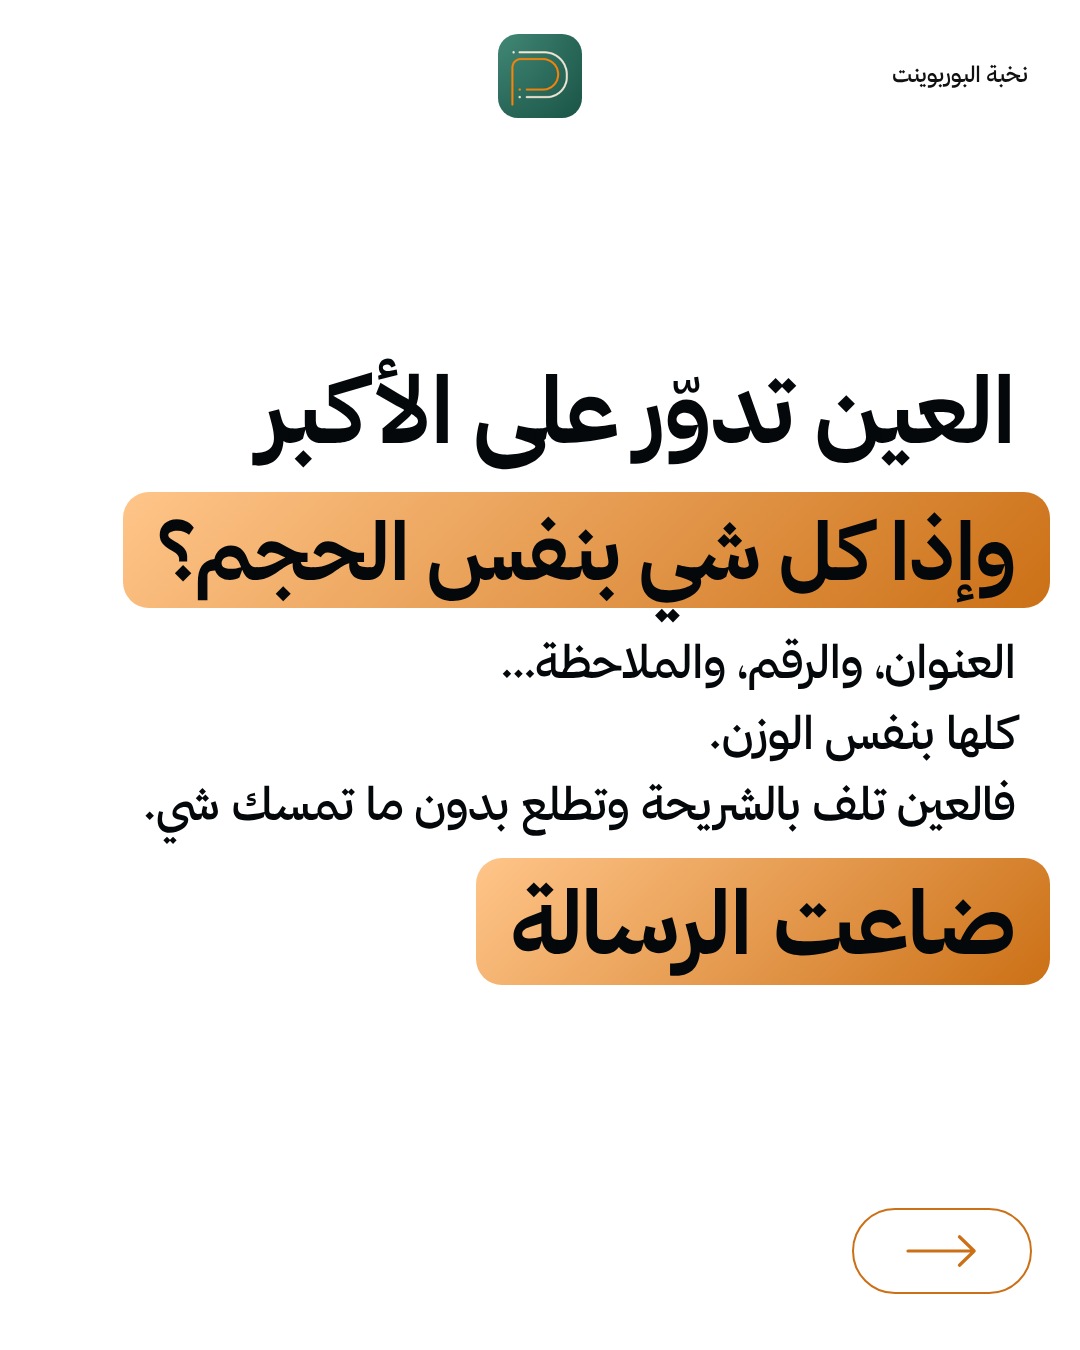 نخبة البوربوينت
العين تدوّر على الأكبر
وإذا كل شي بنفس الحجم؟
العنوان، والرقم، والملاحظة...
كلها بنفس الوزن.
فالعين تلف بالشريحة وتطلع بدون ما تمسك شي.
ضاعت الرسالة